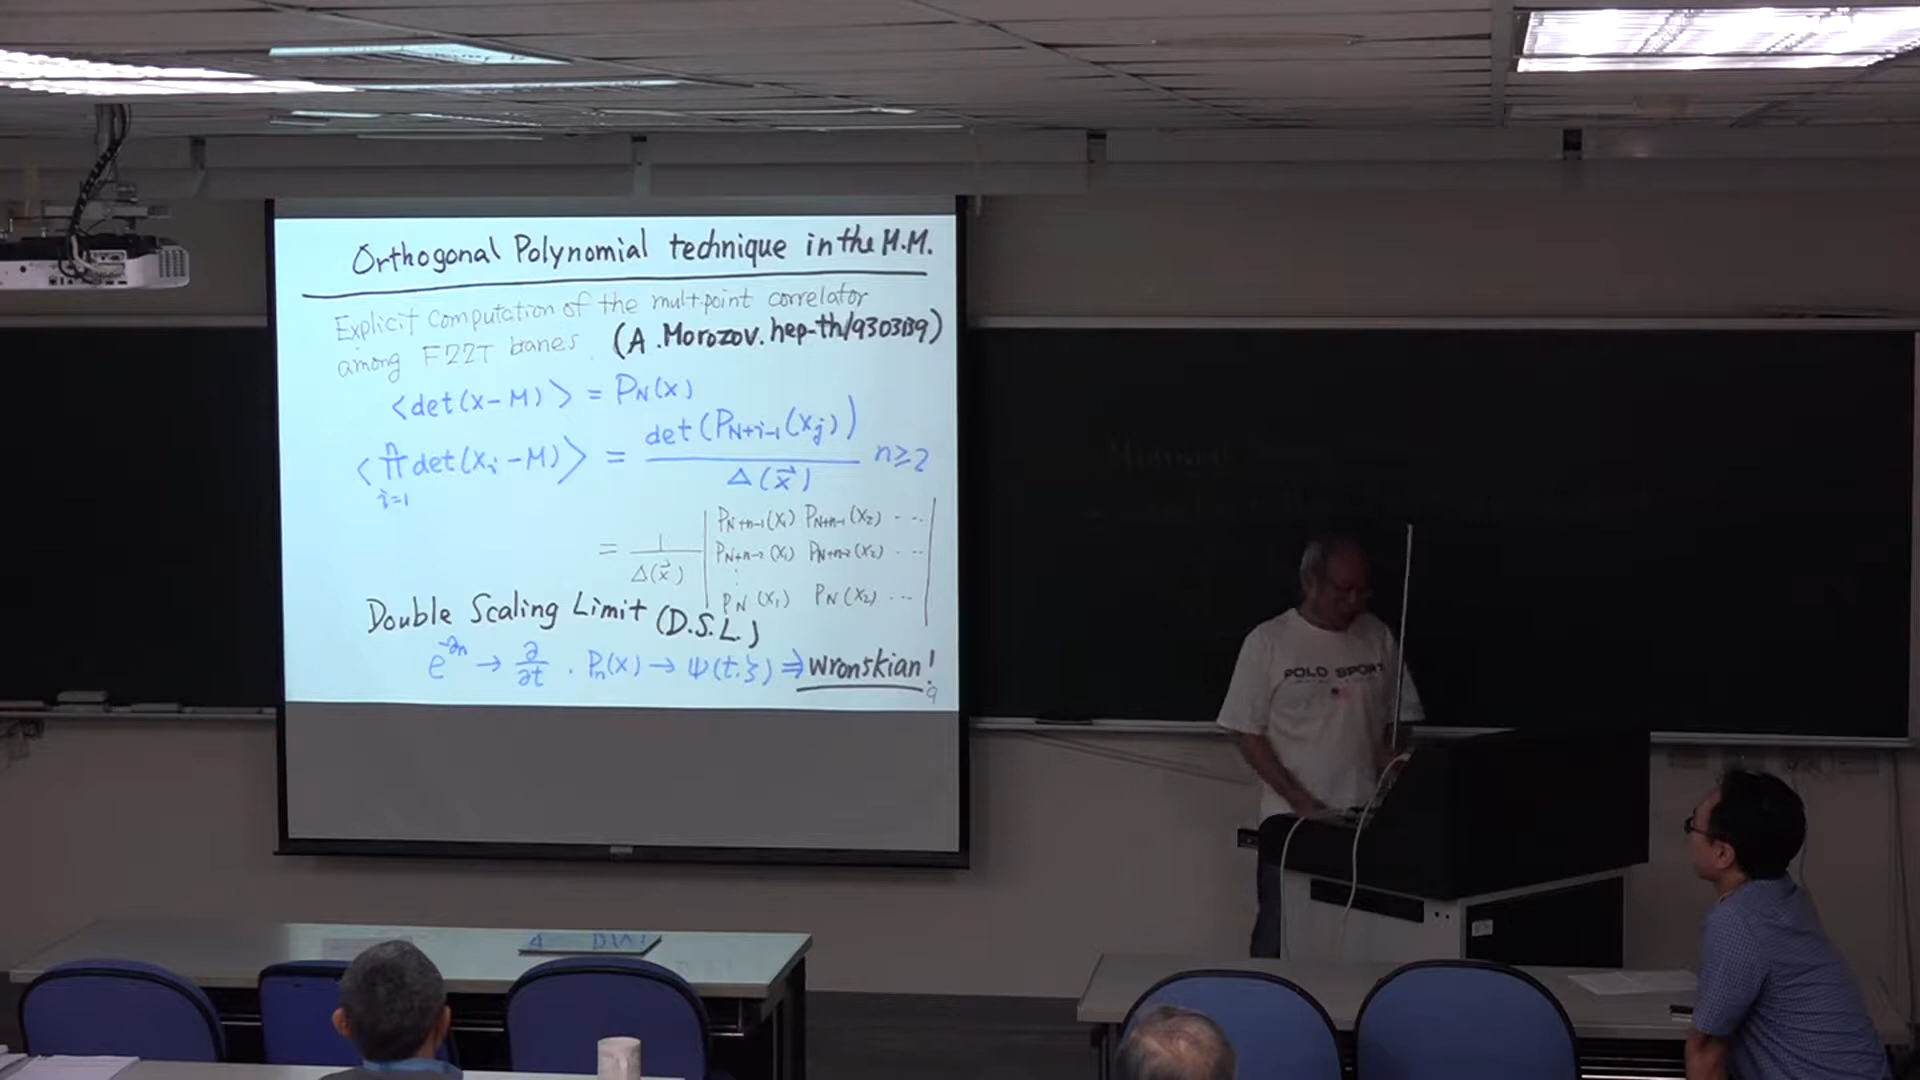 Orthogonal Polynomial technique in the M.M.
Explicit computation of the multpoint correlator
among FZZT banes. (A. Morozov. hep-th/9303139)
<det(x-M)> = P_N(x)
<∏_{i=1}^{n} det(x_i - M)> = det(P_{N+i-1}(x_j)) / Δ(x⃗) n≥2
= 1/Δ(x⃗) | P_{N+n-1}(x_1) P_{N+n-1}(x_2) ...
P_{N+n-2}(x_1) P_{N+n-2}(x_2) ...
⋮
P_N(x_1) P_N(x_2) ... |
Double Scaling Limit (D.S.L.)
e^{-∂_n} → ∂/∂t . P_n(x) → ψ(t.ζ) ⇒ Wronskian!
9
POLO SPORT